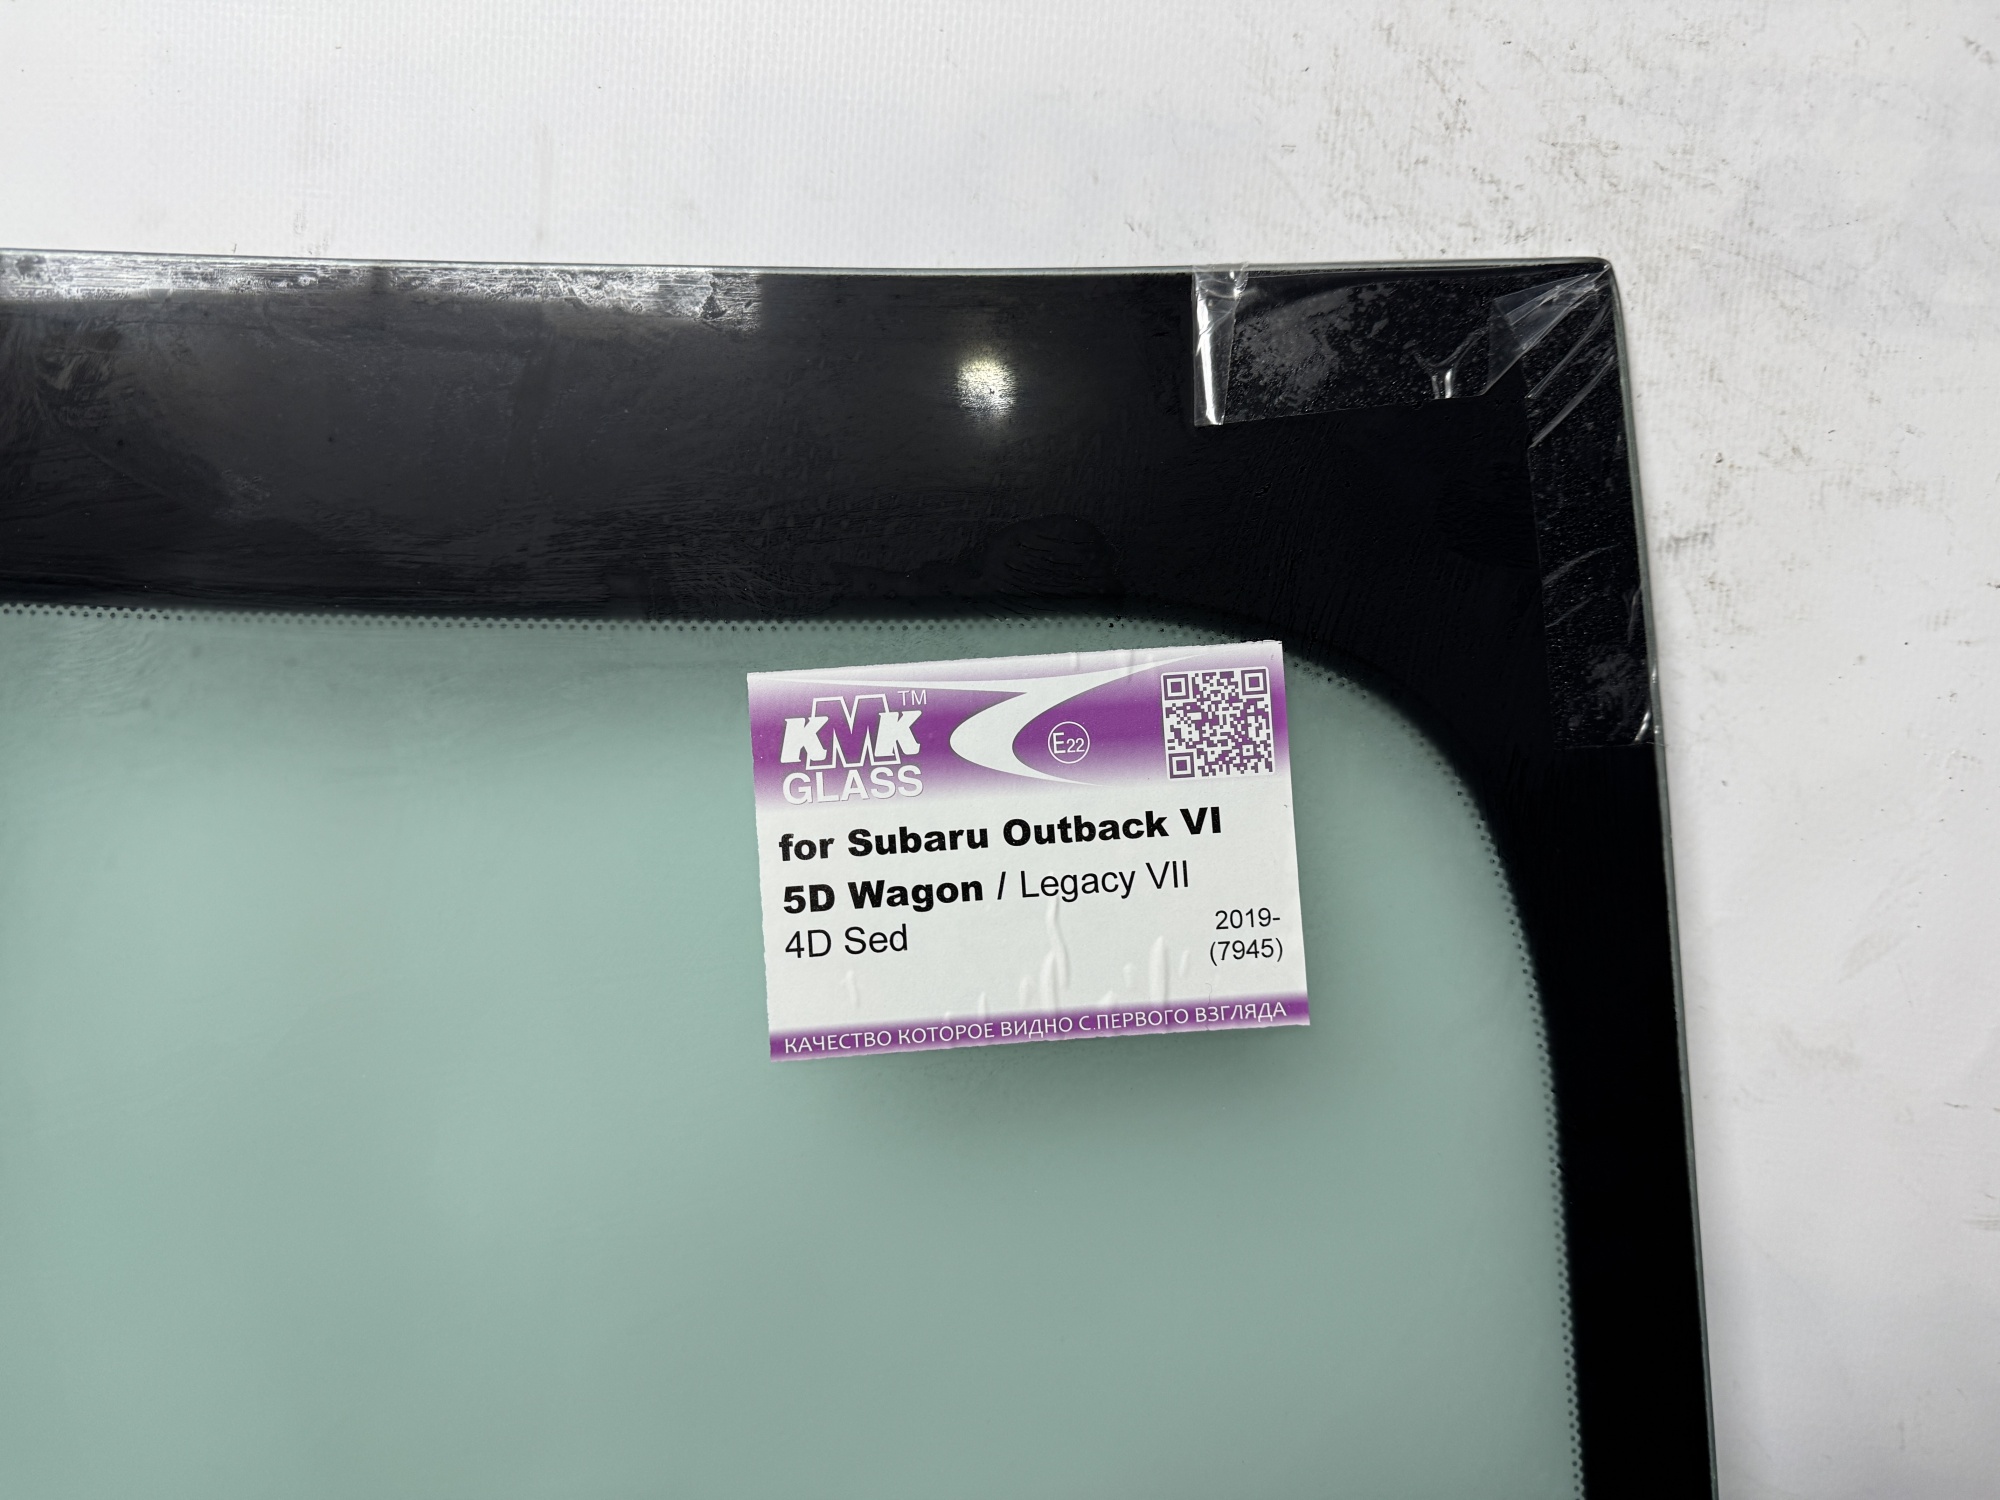 KMK™
GLASS
E22
for Subaru Outback VI
5D Wagon / Legacy VII
4D Sed
2019-
(7945)
КАЧЕСТВО КОТОРОЕ ВИДНО С ПЕРВОГО ВЗГЛЯДА